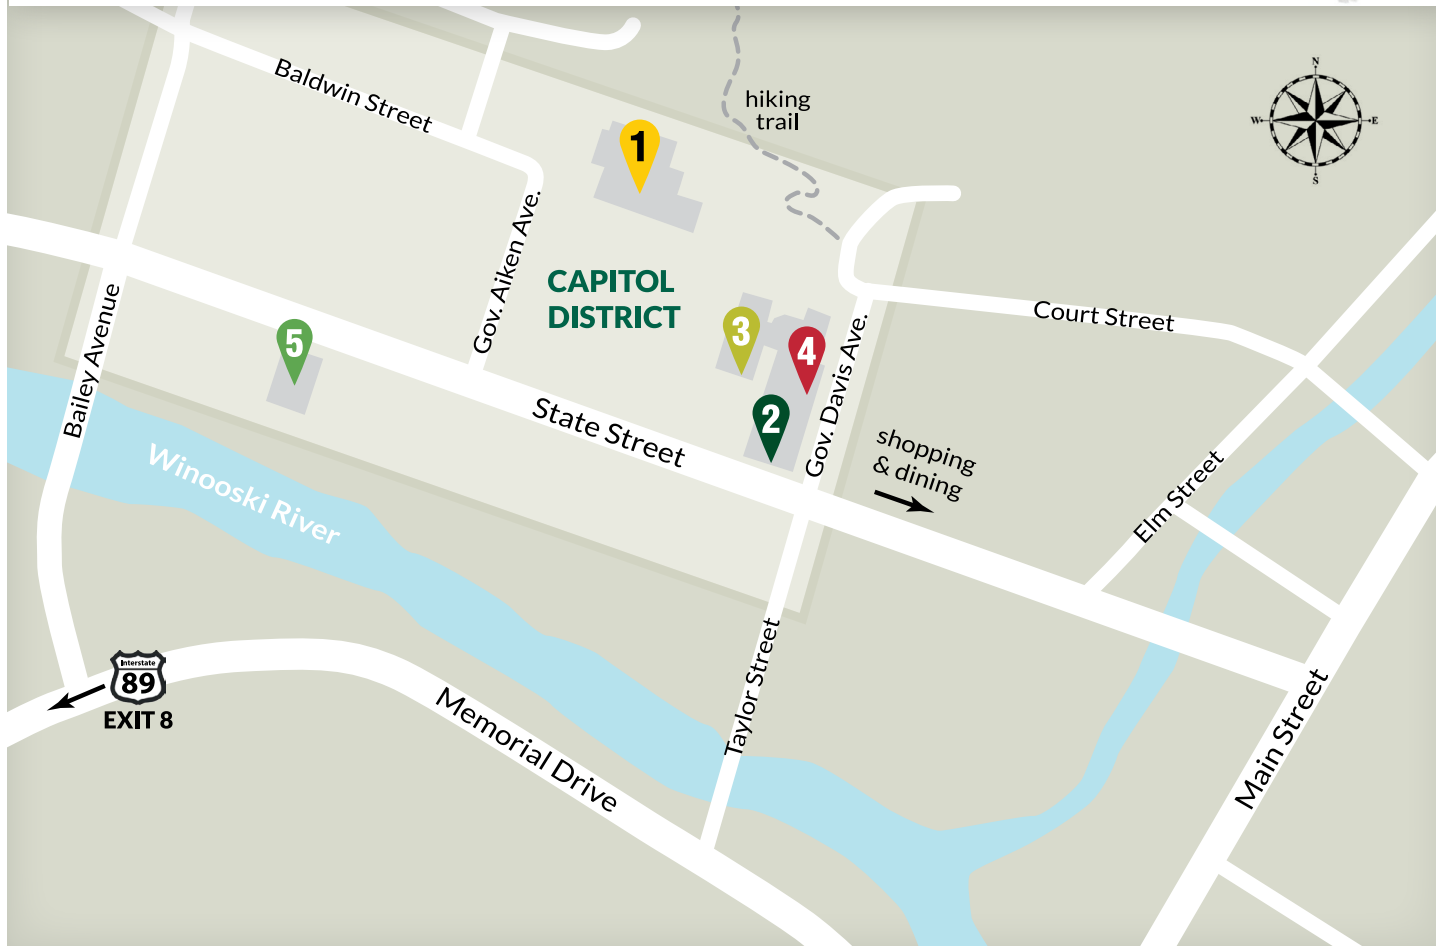 N
W
E
S
Baldwin Street
hiking
trail
1
Gov. Aiken Ave.
CAPITOL
DISTRICT
Court Street
Bailey Avenue
5
3
4
2
Gov. Davis Ave.
State Street
shopping
& dining
Winooski River
Elm Street
Interstate
89
EXIT 8
Taylor Street
Memorial Drive
Main Street